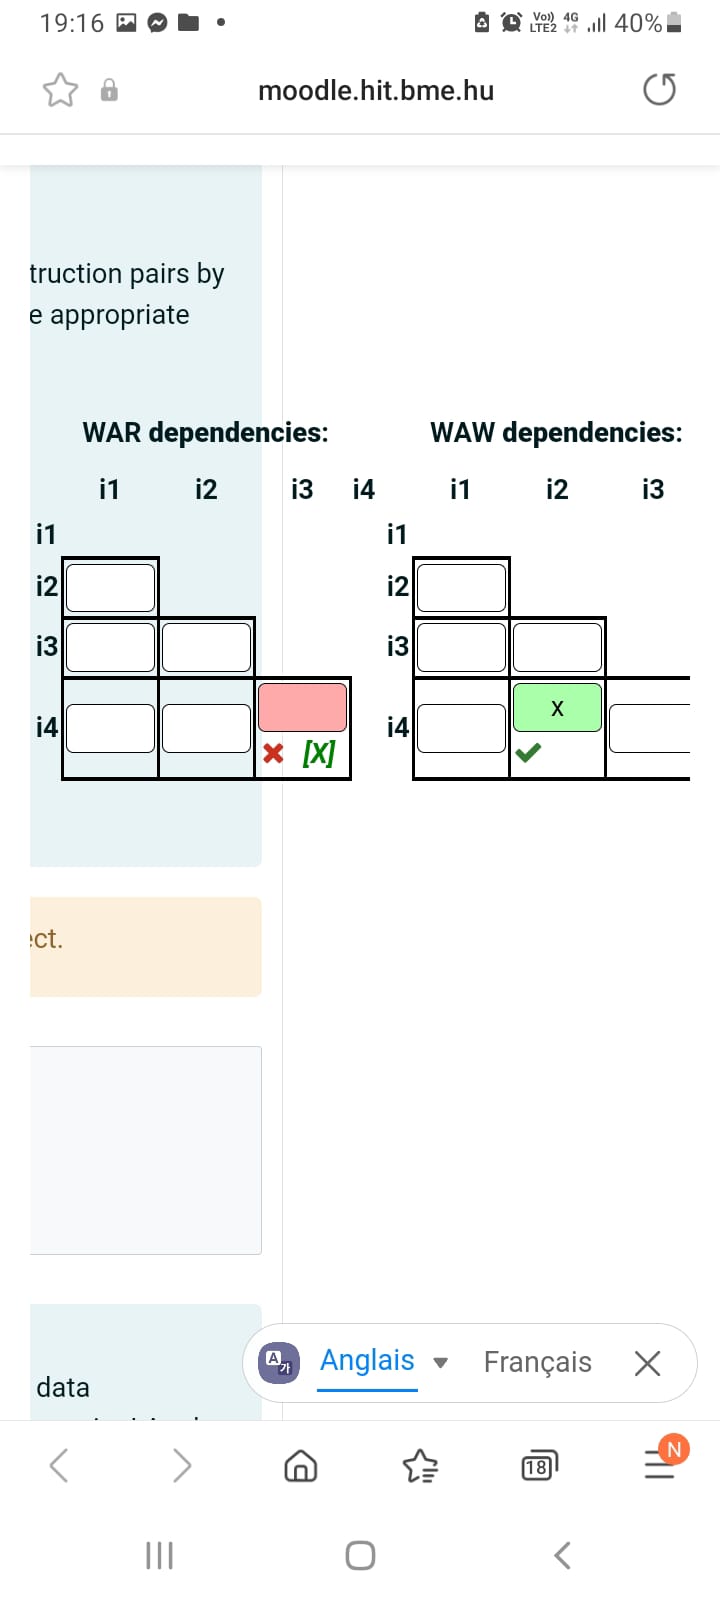 19:16
Vo)) 4G
LTE2
40%
moodle.hit.bme.hu
truction pairs by
e appropriate
WAR dependencies: WAW dependencies:
i1 i2 i3 i4 i1 i2 i3
i1 i1
i2 i2
i3 i3
i4 [X] i4 X
ect.
A
Anglais Français
data
18
N